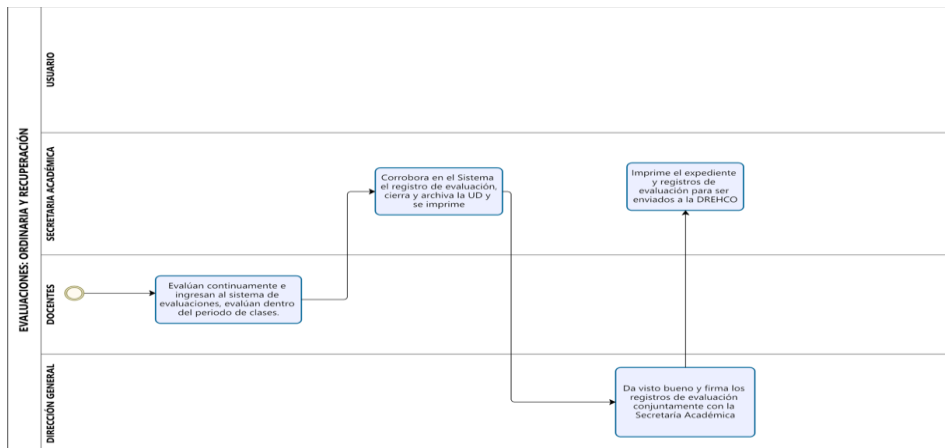 EVALUACIONES: ORDINARIA Y RECUPERACIÓN
USUARIO
SECRETARIA ACADÉMICA
Corrobora en el Sistema
el registro de evaluación,
cierra y archiva la UD y
se imprime
Imprime el expediente
y registros de
evaluación para ser
enviados a la DREHCO
DOCENTES
Evalúan continuamente e
ingresan al sistema de
evaluaciones, evalúan dentro
del periodo de clases.
DIRECCIÓN GENERAL
Da visto bueno y firma los
registros de evaluación
conjuntamente con la
Secretaría Académica